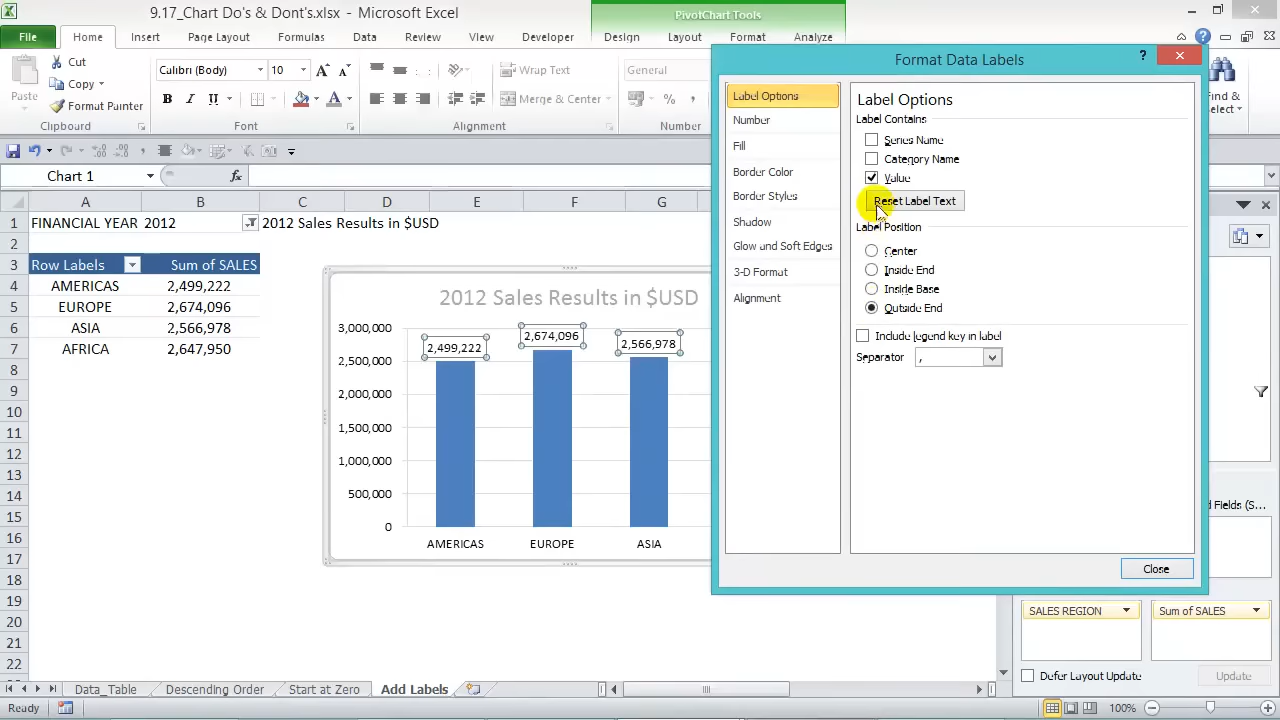 9.17_Chart Do's & Dont's.xlsx - Microsoft Excel
PivotChart Tools
File Home Insert Page Layout Formulas Data Review View Developer Design Layout Format Analyze
Format Data Labels
Paste
Cut
Copy
Format Painter
Clipboard
Calibri (Body) 10
B I U
Font
Wrap Text
Merge & Center
Alignment
General
%
Number
Find &
Select
Chart 1
fx
A B C D E F G
1 FINANCIAL YEAR 2012 2012 Sales Results in $USD
2
3 Row Labels Sum of SALES
4 AMERICAS 2,499,222
5 EUROPE 2,674,096
6 ASIA 2,566,978
7 AFRICA 2,647,950
8
9
10
11
12
13
14
15
16
17
18
19
20
21
22
2012 Sales Results in $USD
3,000,000
2,500,000
2,000,000
1,500,000
1,000,000
500,000
0
2,499,222
2,674,096
2,566,978
AMERICAS EUROPE ASIA
Label Options
Number
Fill
Border Color
Border Styles
Shadow
Glow and Soft Edges
3-D Format
Alignment
Label Options
Label Contains
Series Name
Category Name
Value
Reset Label Text
Label Position
Center
Inside End
Inside Base
Outside End
Include legend key in label
Separator ,
Close
Fields (S...
SALES REGION
Sum of SALES
Defer Layout Update
Update
Data_Table Descending Order Start at Zero Add Labels
Ready
100%